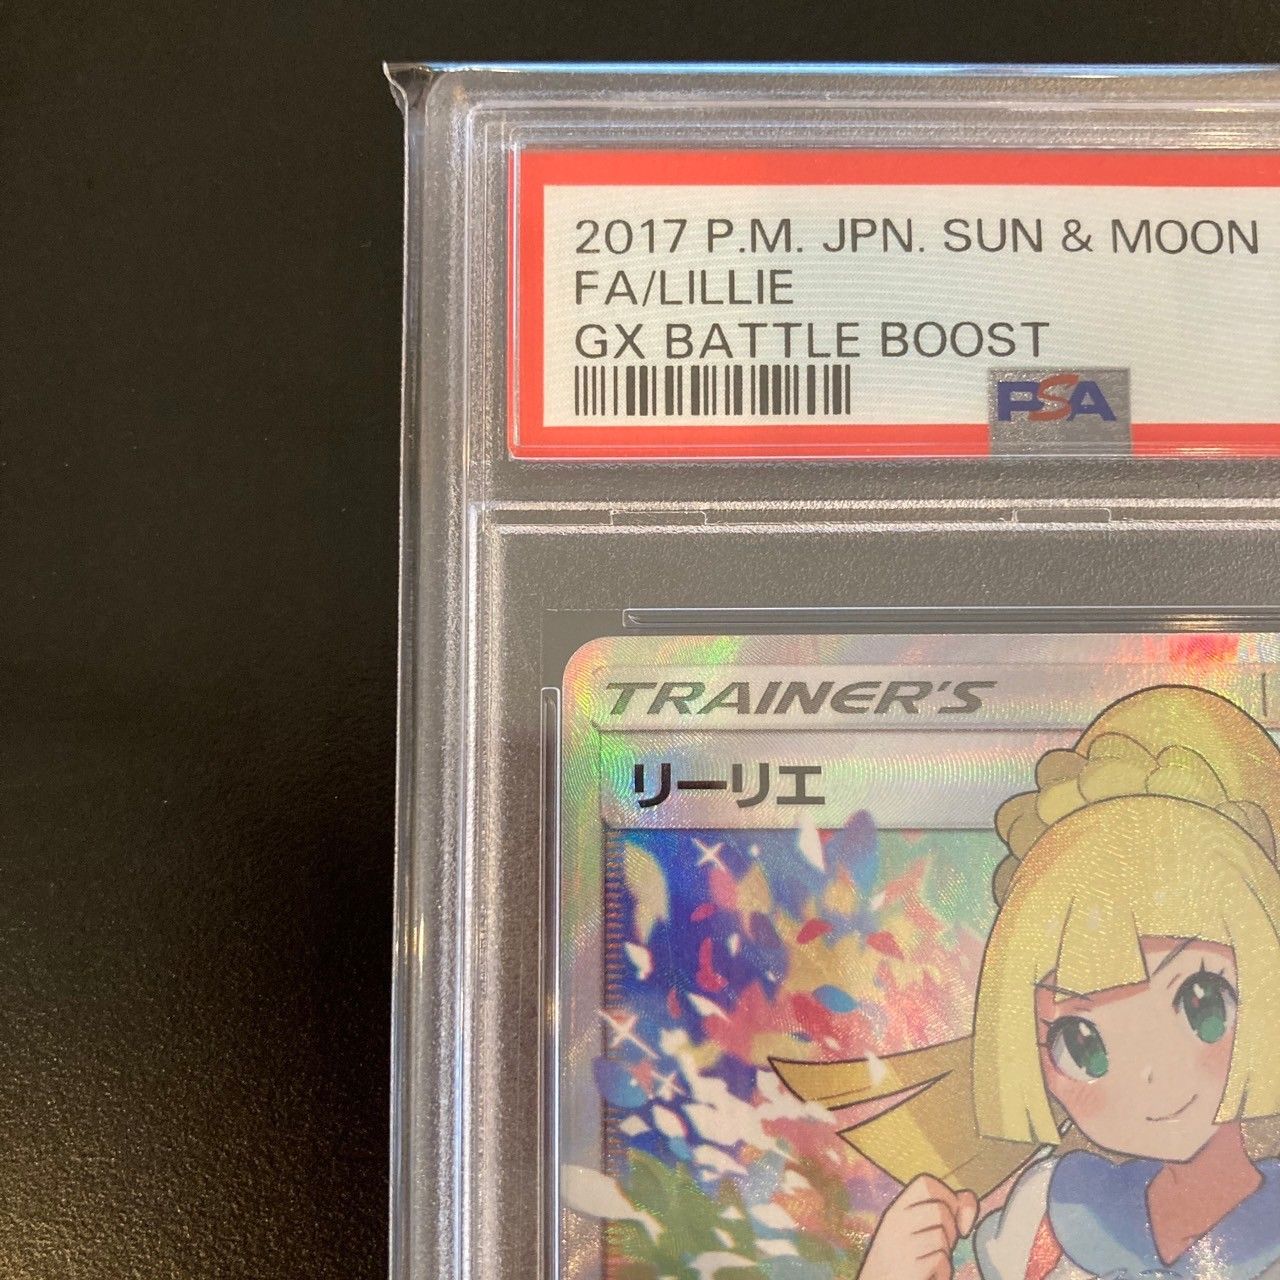 2017 P.M. JPN. SUN & MOON
FA/LILLIE
GX BATTLE BOOST
PSA
TRAINER'S
リーリエ